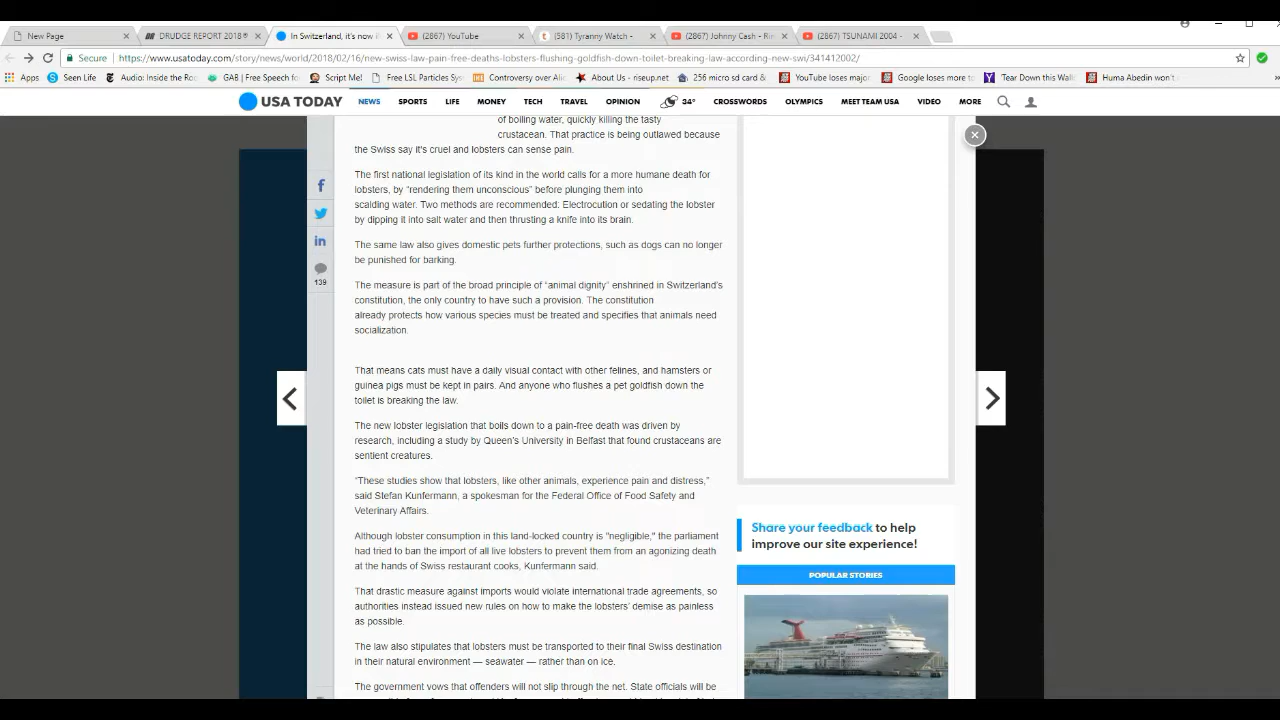 New Page
DRUDGE REPORT 2018®
In Switzerland, it's now i
(2867) YouTube
(581) Tyranny Watch -
(2867) Johnny Cash - Rin
(2867) TSUNAMI 2004 -
Secure
https://www.usatoday.com/story/news/world/2018/02/16/new-swiss-law-pain-free-deaths-lobsters-flushing-goldfish-down-toilet-breaking-law-according-new-swi/341412002/
Apps
Seen Life
Audio: Inside the Ro
GAB | Free Speech fo
Script Me!
Free LSL Particle Sys
Controversy over Ali
About Us - riseup.net
256 micro sd card &
YouTube loses major
Google loses more to
Tear Down this Wall
Huma Abedin won't
USA TODAY
NEWS
SPORTS
LIFE
MONEY
TECH
TRAVEL
OPINION
34°
CROSSWORDS
OLYMPICS
MEET TEAM USA
VIDEO
MORE
139
of boiling water, quickly killing the tasty
crustacean. That practice is being outlawed because
the Swiss say it's cruel and lobsters can sense pain.
The first national legislation of its kind in the world calls for a more humane death for
lobsters, by “rendering them unconscious” before plunging them into
scalding water. Two methods are recommended: Electrocution or sedating the lobster
by dipping it into salt water and then thrusting a knife into its brain.
The same law also gives domestic pets further protections, such as dogs can no longer
be punished for barking.
The measure is part of the broad principle of “animal dignity” enshrined in Switzerland’s
constitution, the only country to have such a provision. The constitution
already protects how various species must be treated and specifies that animals need
socialization.
That means cats must have a daily visual contact with other felines, and hamsters or
guinea pigs must be kept in pairs. And anyone who flushes a pet goldfish down the
toilet is breaking the law.
The new lobster legislation that boils down to a pain-free death was driven by
research, including a study by Queen’s University in Belfast that found crustaceans are
sentient creatures.
“These studies show that lobsters, like other animals, experience pain and distress,”
said Stefan Kunfermann, a spokesman for the Federal Office of Food Safety and
Veterinary Affairs.
Although lobster consumption in this land-locked country is "negligible," the parliament
had tried to ban the import of all live lobsters to prevent them from an agonizing death
at the hands of Swiss restaurant cooks, Kunfermann said.
That drastic measure against imports would violate international trade agreements, so
authorities instead issued new rules on how to make the lobsters’ demise as painless
as possible.
The law also stipulates that lobsters must be transported to their final Swiss destination
in their natural environment — seawater — rather than on ice.
The government vows that offenders will not slip through the net. State officials will be
Share your feedback to help
improve our site experience!
POPULAR STORIES